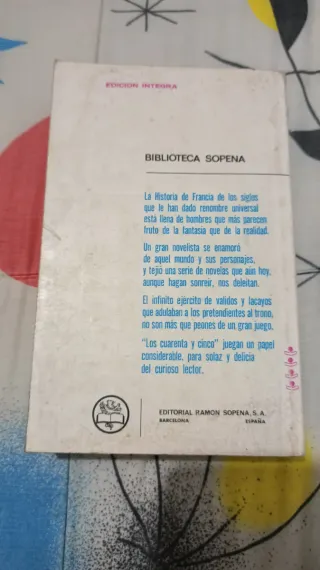 EDICION INTEGRA
BIBLIOTECA SOPENA
La Historia de Francia de los siglos
que le han dado renombre universal
está llena de hombres que más parecen
fruto de la fantasía que de la realidad.
Un gran novelista se enamoró
de aquel mundo y sus personajes,
y tejió una serie de novelas que aún hoy,
aunque hagan sonreir, nos deleitan.
El infinito ejército de validos y lacayos
que adulaban a los pretendientes al trono,
no son más que peones de un gran juego,
"Los cuarenta y cinco" juegan un papel
considerable, para solaz y delicia
del curioso lector.
EDITORIAL RAMON SOPENA, S. A.
BARCELONA ESPAÑA